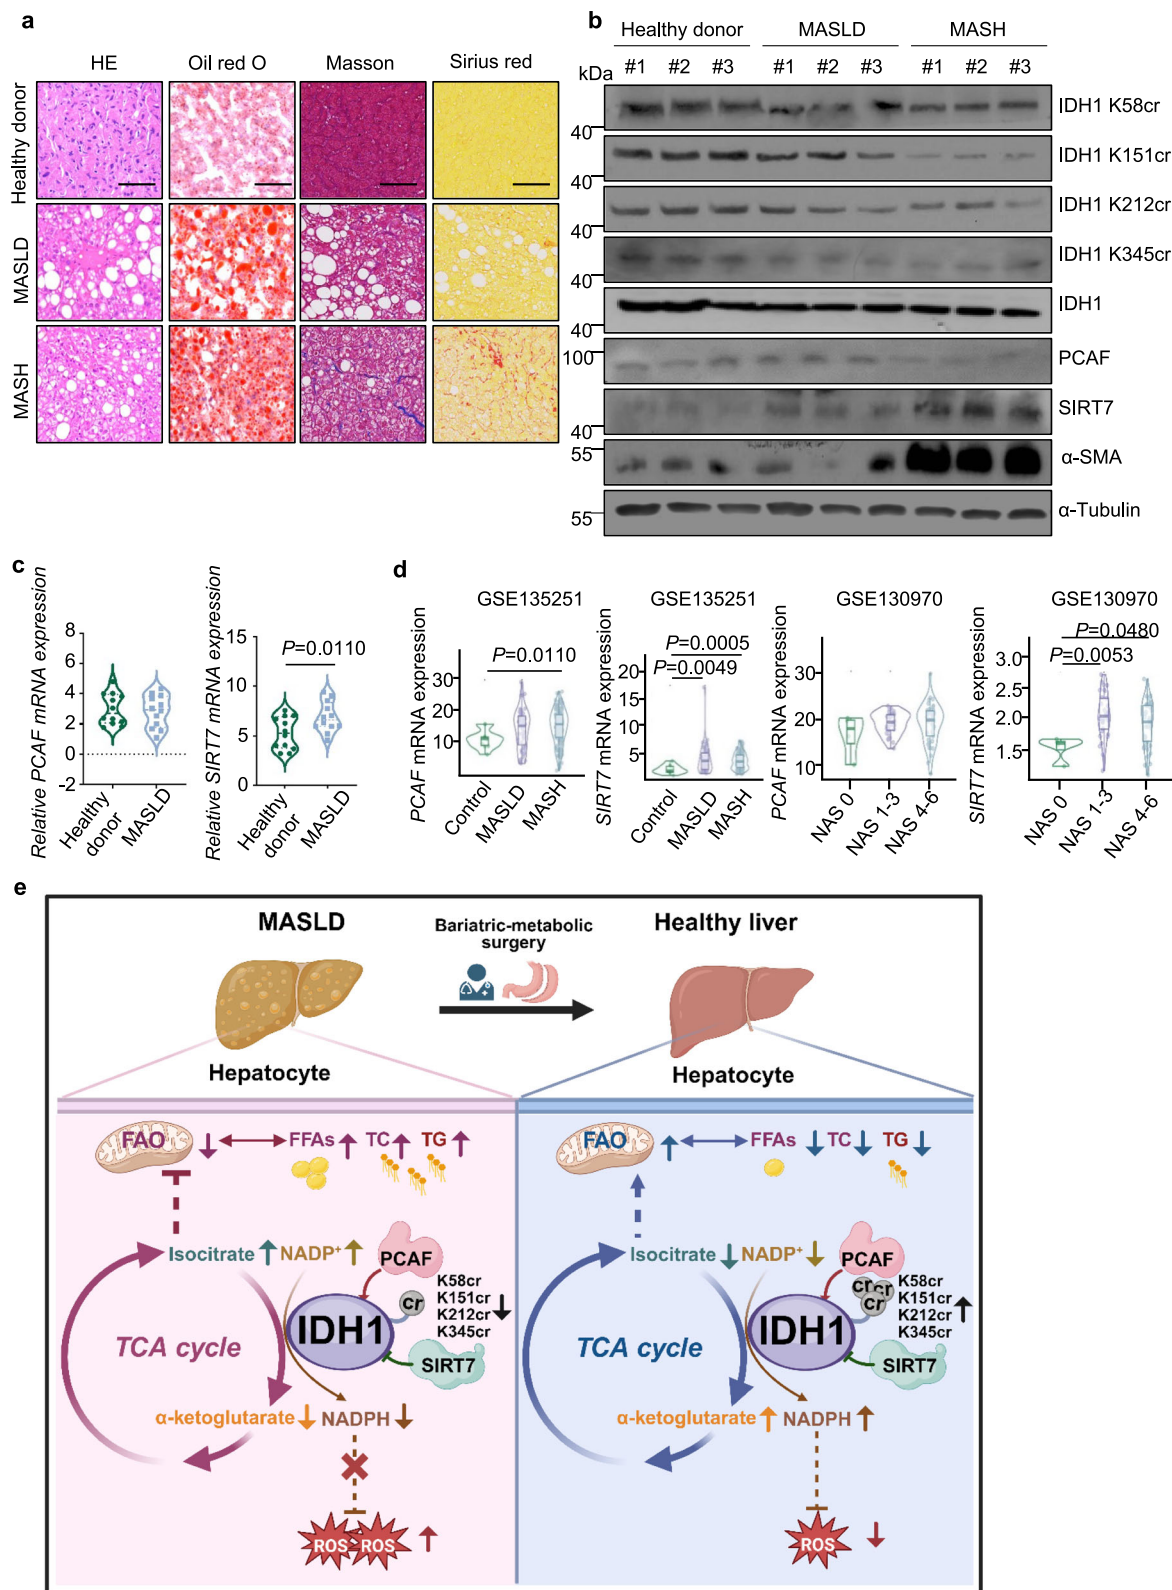 a
HE
Oil red O
Masson
Sirius red
Healthy donor
MASLD
MASH
b
Healthy donor
MASLD
MASH
kDa
#1 #2 #3 #1 #2 #3 #1 #2 #3
40
IDH1 K58cr
40
IDH1 K151cr
40
IDH1 K212cr
40
IDH1 K345cr
40
IDH1
100
PCAF
40
SIRT7
55
α-SMA
55
α-Tubulin
c
Relative PCAF mRNA expression
8
6
4
2
0
-2
Healthy donor
MASLD
Relative SIRT7 mRNA expression
15
10
5
0
P=0.0110
Healthy donor
MASLD
d
GSE135251
PCAF mRNA expression
30
20
10
P=0.0110
Control
MASLD
MASH
GSE135251
SIRT7 mRNA expression
20
15
10
5
0
P=0.0005
P=0.0049
Control
MASLD
MASH
GSE130970
PCAF mRNA expression
30
20
10
NAS 0
NAS 1-3
NAS 4-6
GSE130970
SIRT7 mRNA expression
3.0
2.5
2.0
1.5
P=0.0480
P=0.0053
NAS 0
NAS 1-3
NAS 4-6
e
MASLD
Bariatric-metabolic
surgery
Healthy liver
Hepatocyte
Hepatocyte
FAO
FFAs
TC
TG
Isocitrate
NADP+
PCAF
K58cr
K151cr
K212cr
K345cr
cr
IDH1
SIRT7
TCA cycle
α-ketoglutarate
NADPH
ROS
ROS
FAO
FFAs
TC
TG
Isocitrate
NADP+
PCAF
K58cr
K151cr
K212cr
K345cr
cr
cr
cr
IDH1
SIRT7
TCA cycle
α-ketoglutarate
NADPH
ROS